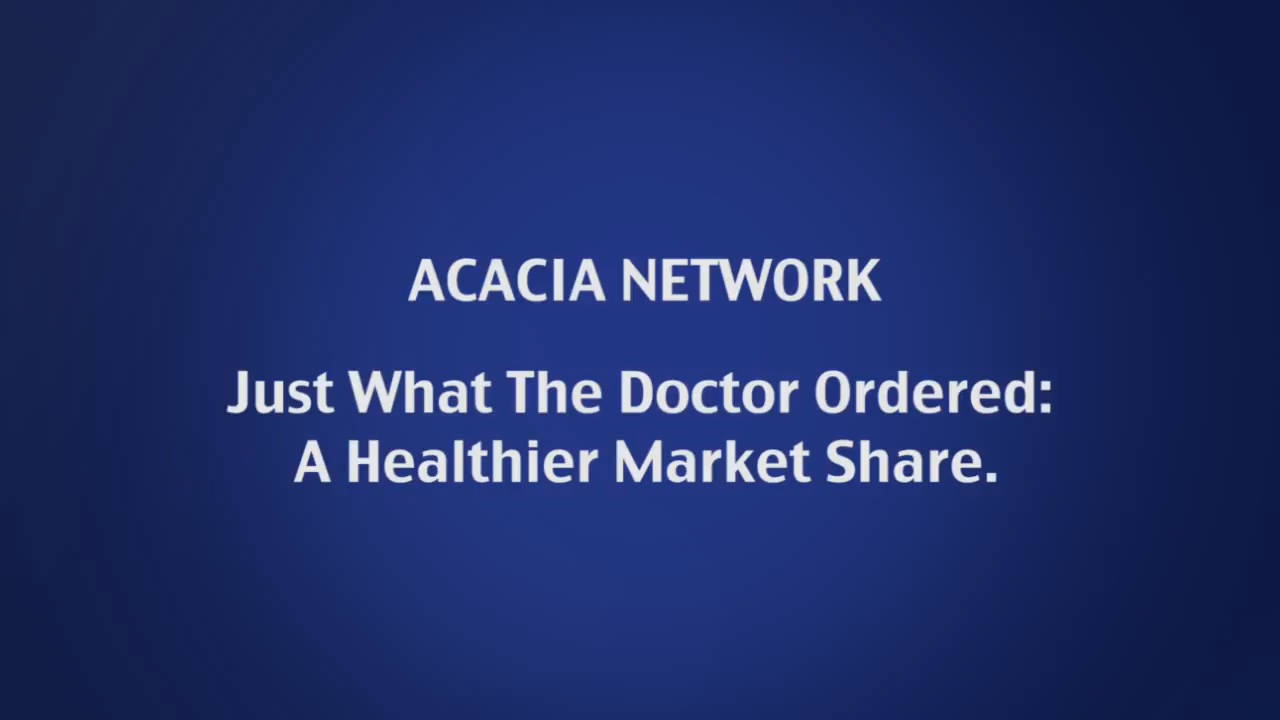 ACACIA NETWORK
Just What The Doctor Ordered:
A Healthier Market Share.